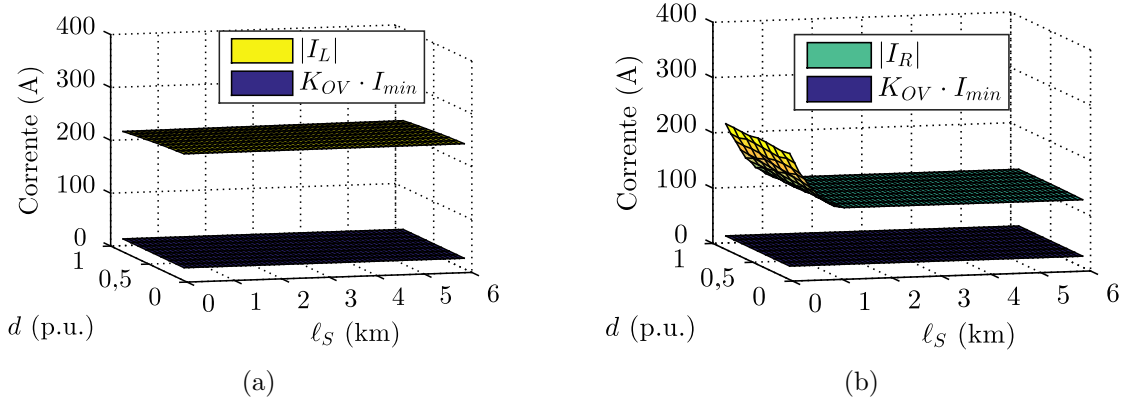 400
300
200
100
0
Corrente (A)
1
0,5
0
d (p.u.)
0
1
2
3
4
5
6
ℓ_S (km)
|I_L|
K_OV · I_min
(a)
400
300
200
100
0
Corrente (A)
1
0,5
0
d (p.u.)
0
1
2
3
4
5
6
ℓ_S (km)
|I_R|
K_OV · I_min
(b)